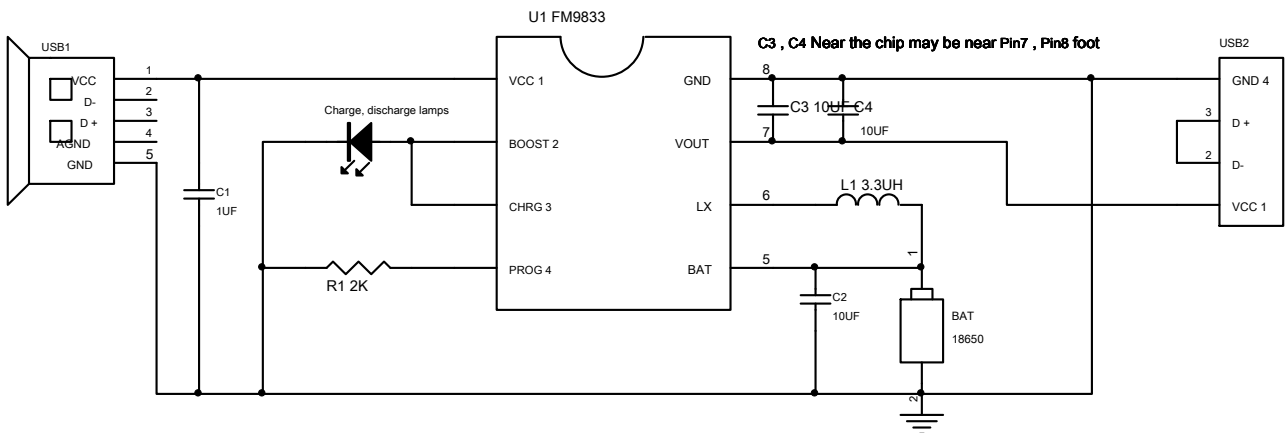 U1 FM9833
C3 , C4 Near the chip may be near Pin7 , Pin8 foot
USB1
USB2
VCC
1
D-
2
D +
3
AGND
4
GND
5
C1
1UF
Charge, discharge lamps
R1 2K
VCC 1
BOOST 2
CHRG 3
PROG 4
GND
8
VOUT
7
LX
6
BAT
5
C3 10UF C4
10UF
L1 3.3UH
C2
10UF
1
BAT
18650
2
GND 4
3
D +
2
D-
VCC 1